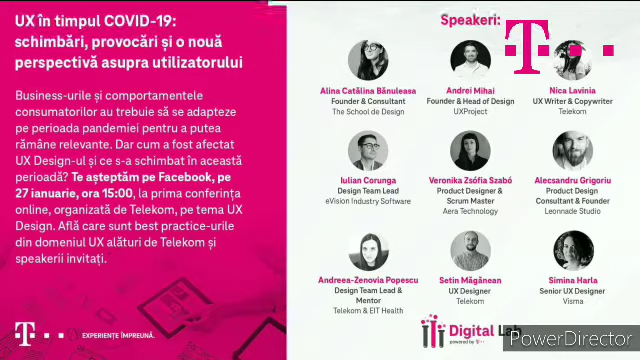 UX în timpul COVID-19:
schimbări, provocări și o nouă
perspectivă asupra utilizatorului
Business-urile și comportamentele
consumatorilor au trebuie să se adapteze
pe perioada pandemiei pentru a putea
rămâne relevante. Dar cum a fost afectat
UX Design-ul și ce s-a schimbat în această
perioadă? Te așteptăm pe Facebook, pe
27 ianuarie, ora 15:00, la prima conferința
online, organizată de Telekom, pe tema UX
Design. Află care sunt best practice-urile
din domeniul UX alături de Telekom și
speakerii invitați.
T
EXPERIENȚE ÎMPREUNĂ.
Speakeri:
T
Alina Catălina Bănuleasa
Founder & Consultant
The School de Design
Andrei Mihai
Founder & Head of Design
UXProject
Nica Lavinia
UX Writer & Copywriter
Telekom
Iulian Corunga
Design Team Lead
eVision Industry Software
Veronika Zsófia Szabó
Product Designer &
Scrum Master
Aera Technology
Alecsandru Grigoriu
Product Design
Consultant & Founder
Leonnade Studio
Andreea-Zenovia Popescu
Design Team Lead &
Mentor
Telekom & EIT Health
Setin Măgănean
UX Designer
Telekom
Simina Harla
Senior UX Designer
Visma
Digital Lab
powered by T
PowerDirector